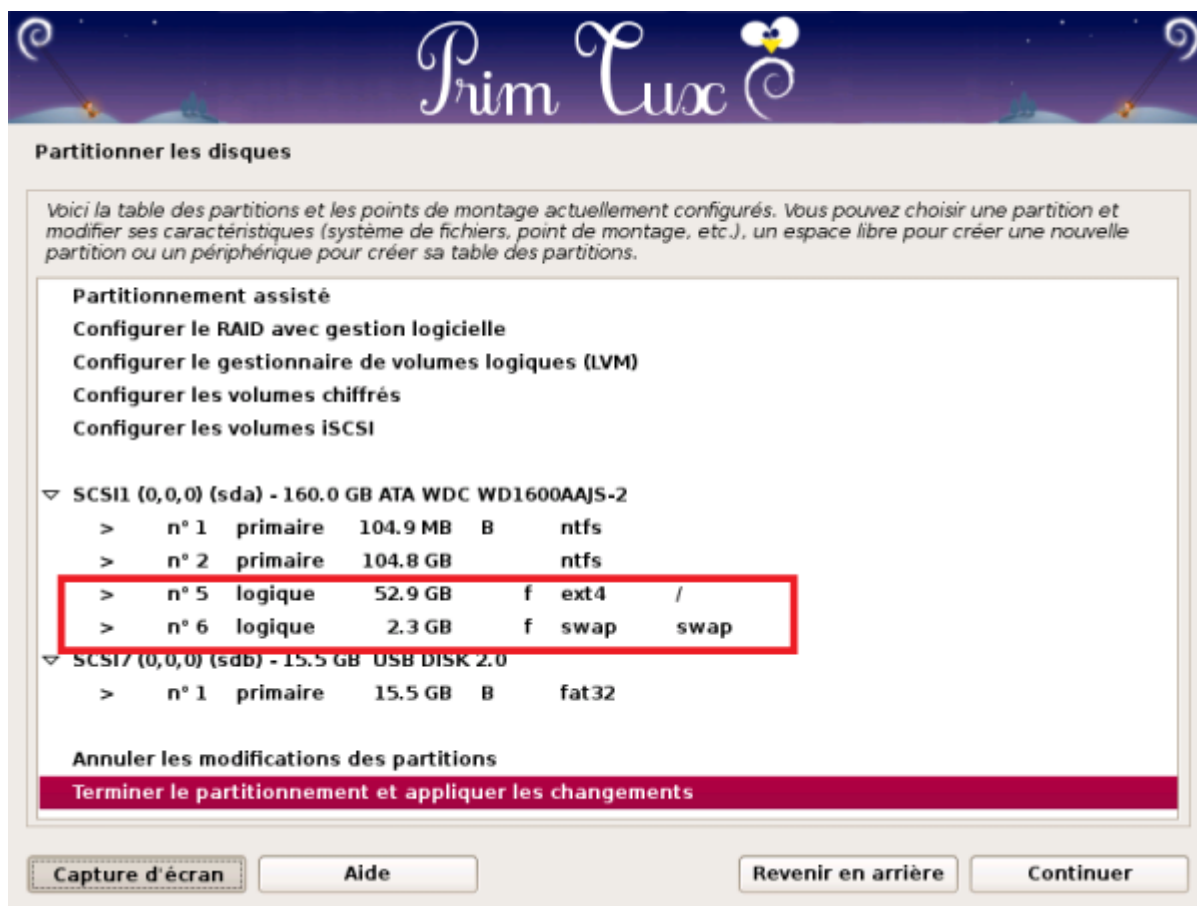 Prim Tux
Partitionner les disques
Voici la table des partitions et les points de montage actuellement configurés. Vous pouvez choisir une partition et
modifier ses caractéristiques (système de fichiers, point de montage, etc.), un espace libre pour créer une nouvelle
partition ou un périphérique pour créer sa table des partitions.
Partitionnement assisté
Configurer le RAID avec gestion logicielle
Configurer le gestionnaire de volumes logiques (LVM)
Configurer les volumes chiffrés
Configurer les volumes iSCSI
SCSI1 (0,0,0) (sda) - 160.0 GB ATA WDC WD1600AAJS-2
> n° 1 primaire 104.9 MB B ntfs
> n° 2 primaire 104.8 GB ntfs
> n° 5 logique 52.9 GB f ext4 /
> n° 6 logique 2.3 GB f swap swap
SCSI7 (0,0,0) (sdb) - 15.5 GB USB DISK 2.0
> n° 1 primaire 15.5 GB B fat32
Annuler les modifications des partitions
Terminer le partitionnement et appliquer les changements
Capture d'écran Aide Revenir en arrière Continuer